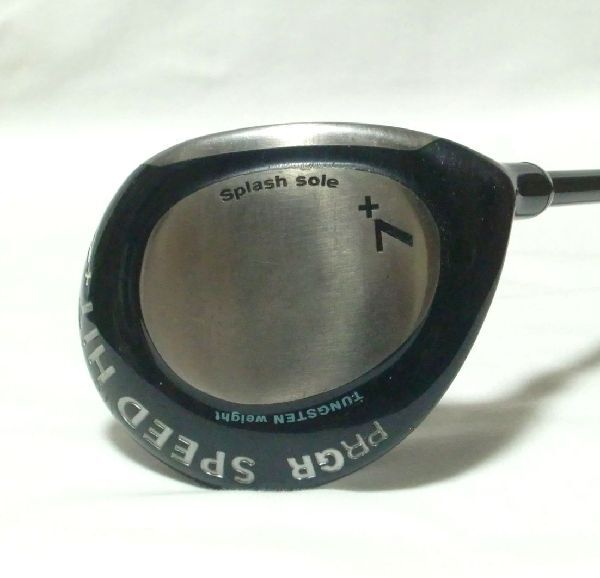 Splash sole
+
7
TUNGSTEN weight
PRGR SPEED